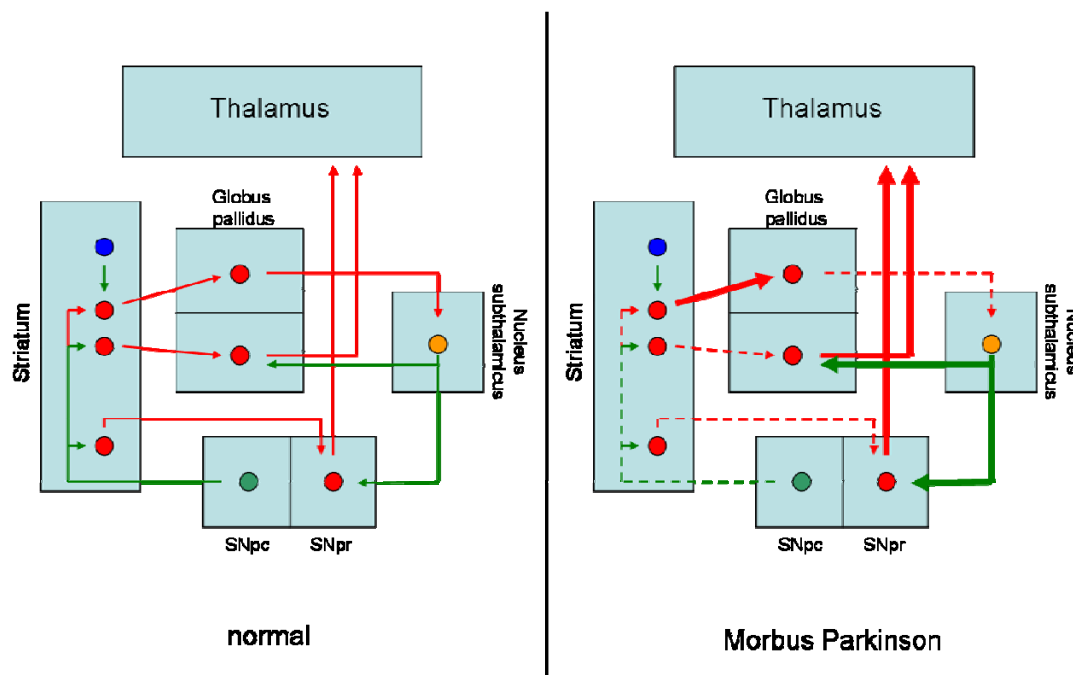 Thalamus
Globus
pallidus
Striatum
Nucleus
subthalamicus
SNpc
SNpr
normal
Thalamus
Globus
pallidus
Striatum
Nucleus
subthalamicus
SNpc
SNpr
Morbus Parkinson